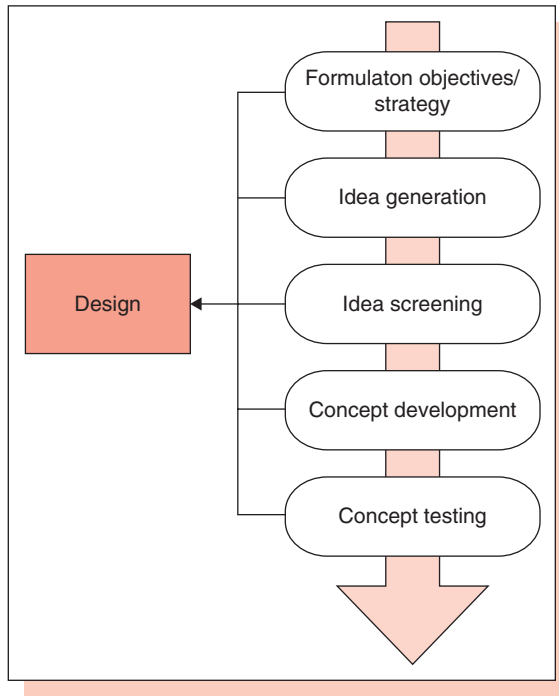 Formulaton objectives/
strategy
Idea generation
Design
Idea screening
Concept development
Concept testing